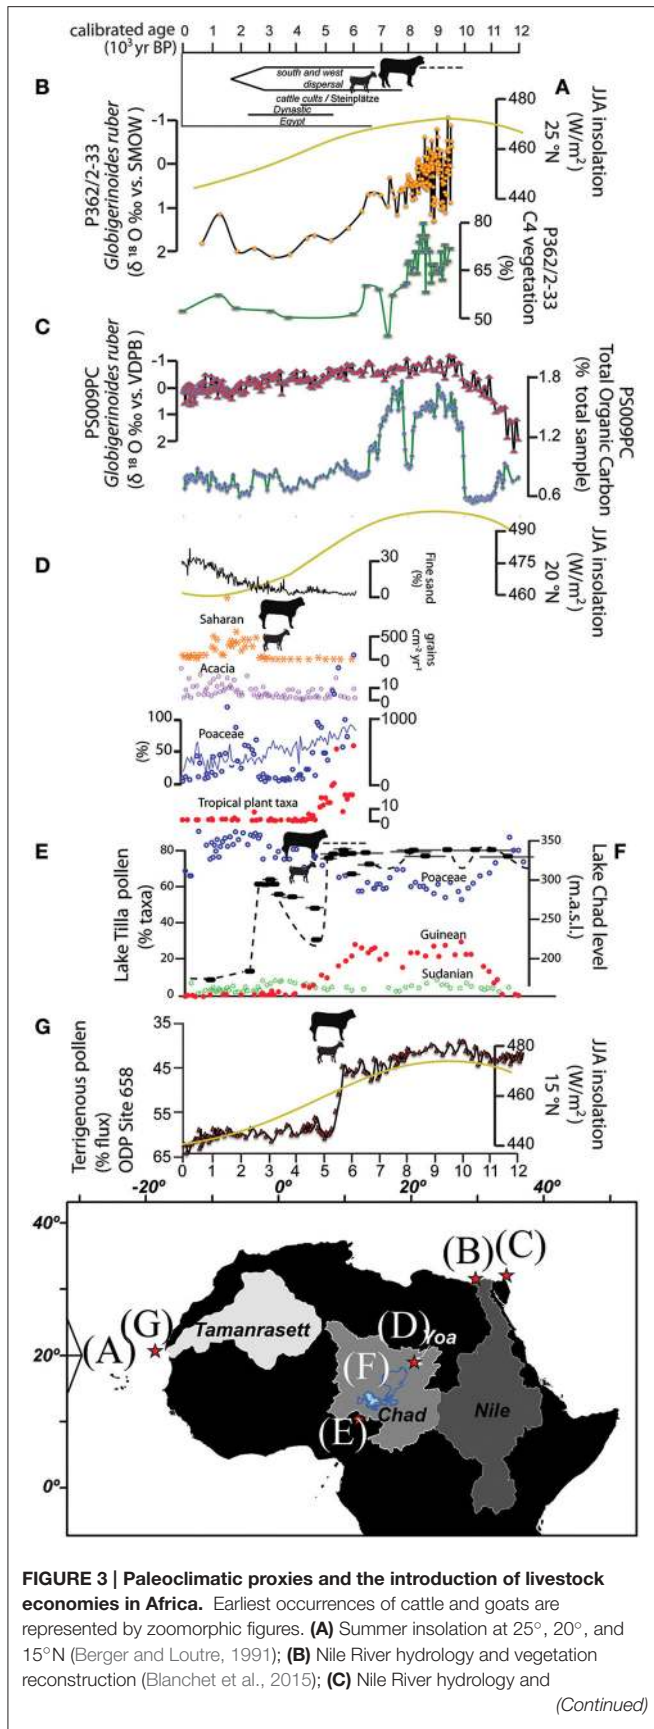 calibrated age 0 1 2 3 4 5 6 7 8 9 10 11 12
(10³ yr BP)
B
A
south and west
dispersal
cattle cults / Steinplätze
Dynastic
Egypt
P362/2-33
Globigerinoides ruber
(δ ¹⁸ O ‰ vs. SMOW)
-1
0
1
2
480
460
440
JJA insolation
(W/m²)
25 °N
80
65
50
P362/2-33
C4 vegetation
(%)
C
PS009PC
Globigerinoides ruber
(δ ¹⁸ O ‰ vs. VDPB)
-1
0
1
2
1.8
1.2
0.6
PS009PC
Total Organic Carbon
(% total sample)
D
490
475
460
JJA insolation
(W/m²)
20 °N
30
0
Fine sand
(%)
Saharan
500
0
grains
cm⁻² yr⁻¹
Acacia
10
0
100
50
0
(%)
Poaceae
1000
0
Tropical plant taxa
10
0
E
F
Lake Tilla pollen
(% taxa)
80
60
40
20
0
Poaceae
Guinean
Sudanian
350
300
250
200
Lake Chad level
(m.a.s.l.)
G
Terrigenous pollen
(% flux)
ODP Site 658
35
45
55
65
480
460
440
JJA insolation
(W/m²)
15 °N
0 1 2 3 4 5 6 7 8 9 10 11 12
-20º 0º 20º 40º
40º
20º
0º
(A)
(G)
Tamanrasett
(B)
(C)
(D)
Yoa
(F)
(E)
Chad
Nile
FIGURE 3 | Paleoclimatic proxies and the introduction of livestock
economies in Africa. Earliest occurrences of cattle and goats are
represented by zoomorphic figures. (A) Summer insolation at 25°, 20°, and
15°N (Berger and Loutre, 1991); (B) Nile River hydrology and vegetation
reconstruction (Blanchet et al., 2015); (C) Nile River hydrology and
(Continued)